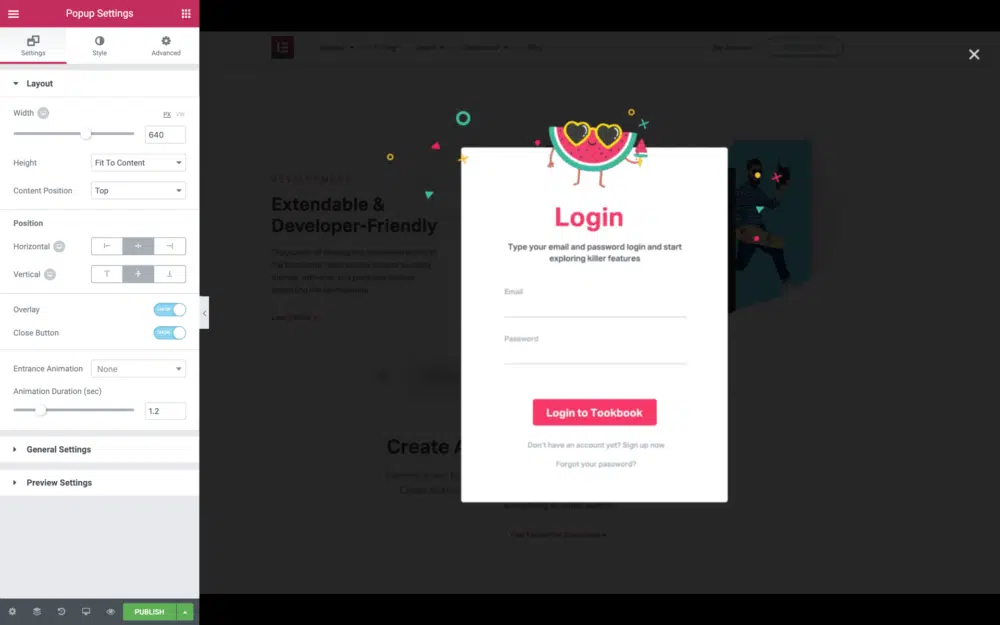 Popup Settings
Settings
Style
Advanced
Layout
Width
PX VW
640
Height
Fit To Content
Content Position
Top
Position
Horizontal
Vertical
Overlay
Close Button
Entrance Animation
None
Animation Duration (sec)
1.2
General Settings
Preview Settings
PUBLISH
Extendable &
Developer-Friendly
Create A
Login
Type your email and password login and start
exploring killer features
Email
Password
Login to Tookbook
Don't have an account yet? Sign up now
Forgot your password?